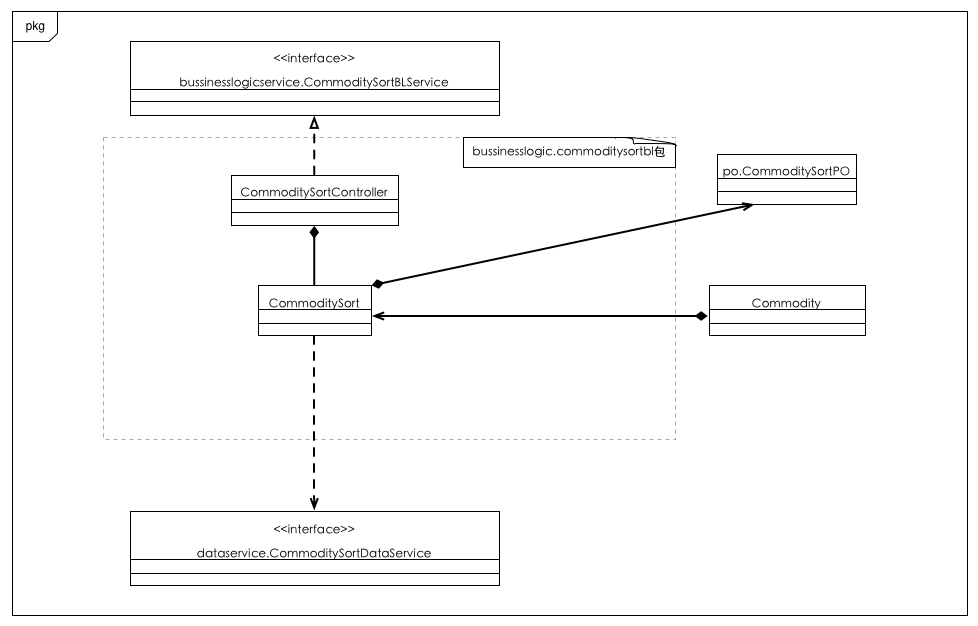 pkg
<<interface>>
bussinesslogicservice.CommoditySortBLService
bussinesslogic.commoditysortbl包
po.CommoditySortPO
CommoditySortController
CommoditySort
Commodity
<<interface>>
dataservice.CommoditySortDataService